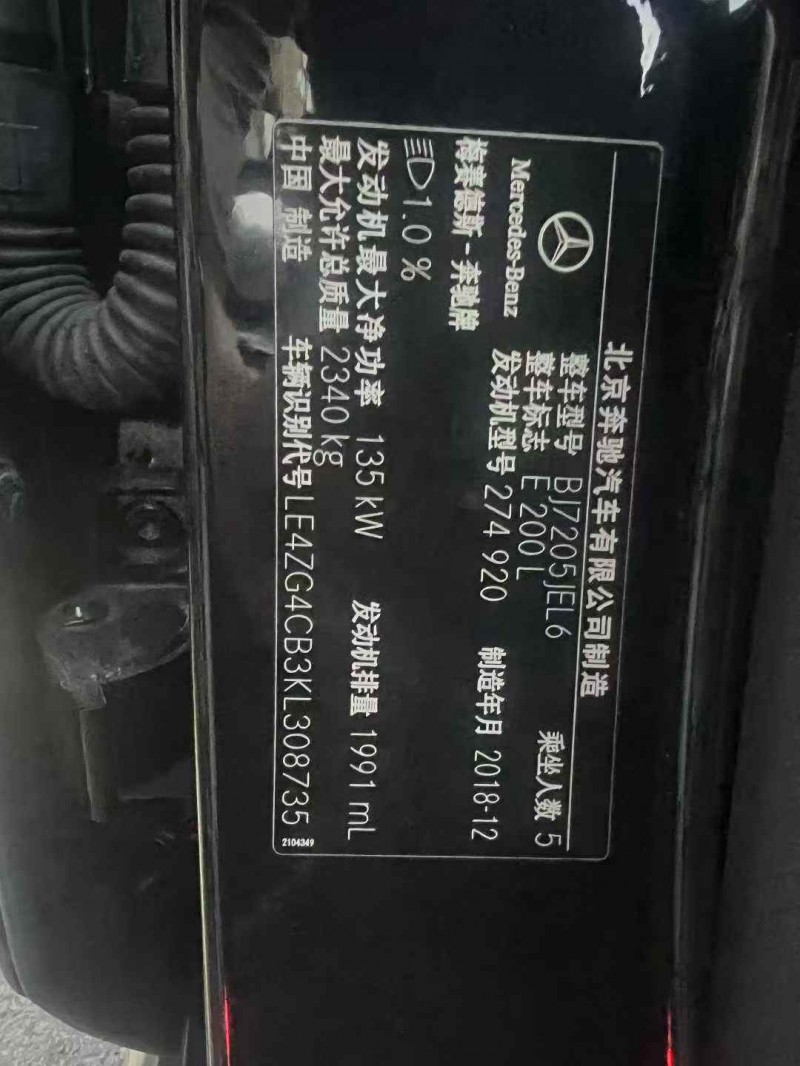 北京奔驰汽车有限公司制造
Mercedes-Benz
梅赛德斯-奔驰牌
整车型号 BJ7205JEL6 乘坐人数 5
整车标志 E 200 L
发动机型号 274 920 制造年月 2018-12
1.0 %
发动机最大净功率 135 kW 发动机排量 1991 mL
最大允许总质量 2340 kg
中国 制造 车辆识别代号 LE4ZG4CB3KL308735
2104349